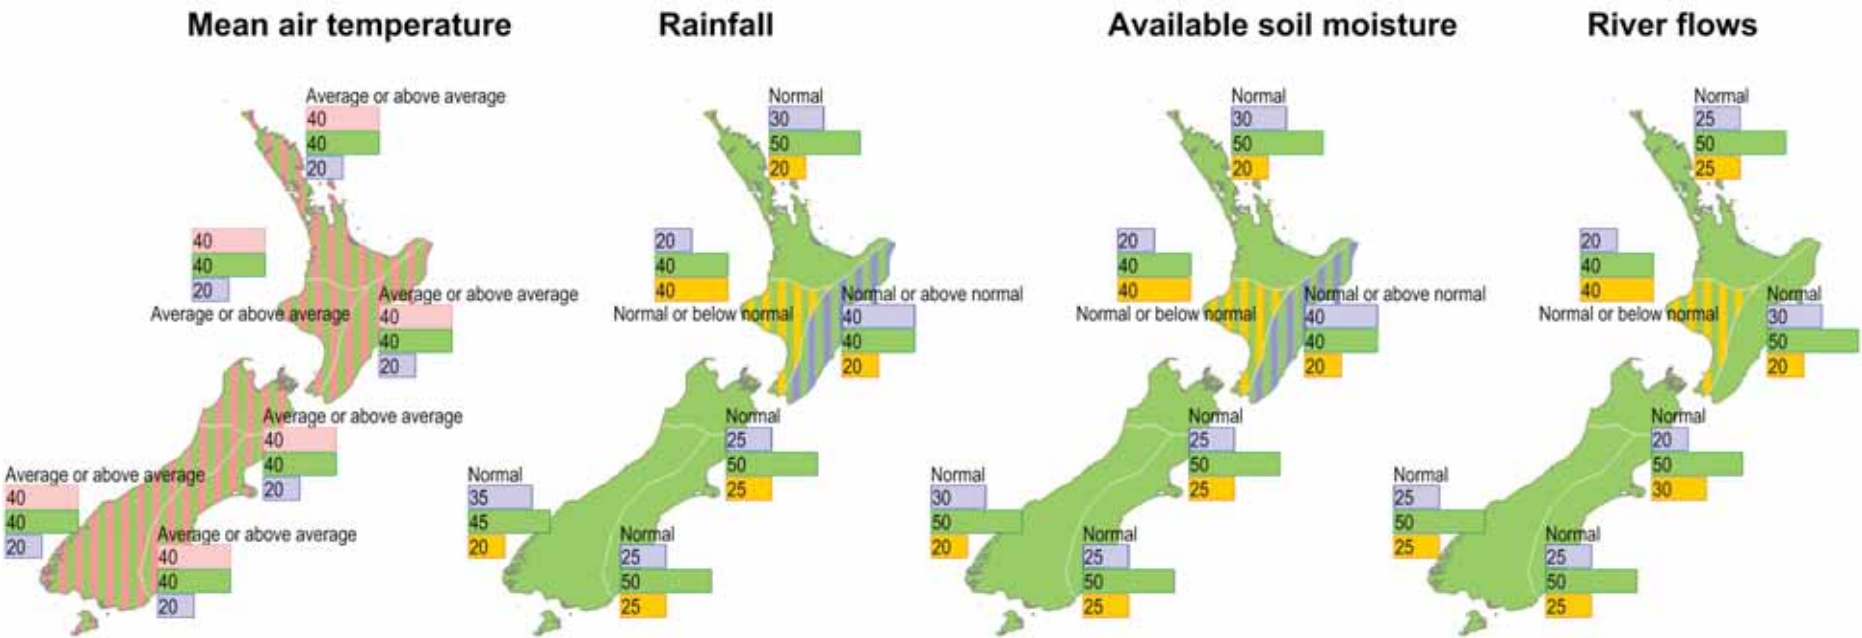 Mean air temperature
Average or above average
40
40
20
40
40
20
Average or above average
Average or above average
40
40
20
Average or above average
40
40
20
Average or above average
40
40
20
Average or above average
40
40
20
Rainfall
Normal
30
50
20
20
40
40
Normal or below normal
Normal or above normal
40
40
20
Normal
25
50
25
Normal
35
45
20
Normal
25
50
25
Available soil moisture
Normal
30
50
20
20
40
40
Normal or below normal
Normal or above normal
40
40
20
Normal
25
50
25
Normal
30
50
20
Normal
25
50
25
River flows
Normal
25
50
25
20
40
40
Normal or below normal
Normal
30
50
20
Normal
20
50
30
Normal
25
50
25
Normal
25
50
25